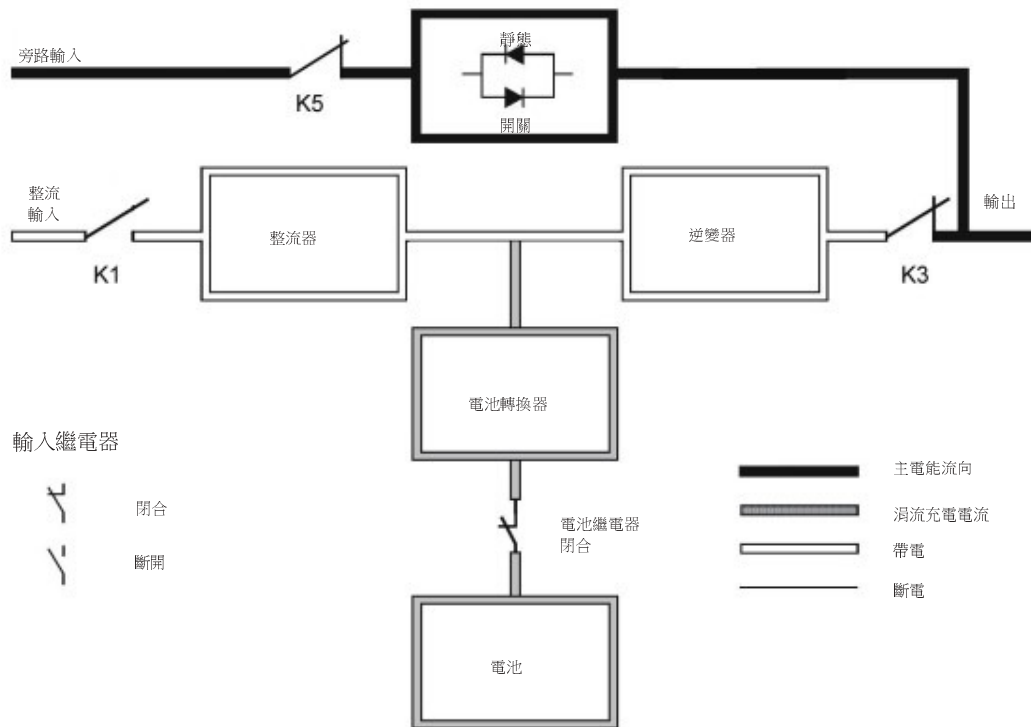 旁路輸入
靜態
開關
K5
整流
輸入
K1
整流器
逆變器
K3
輸出
電池轉換器
輸入繼電器
閉合
斷開
電池繼電器
閉合
電池
主電能流向
涓流充電電流
帶電
斷電